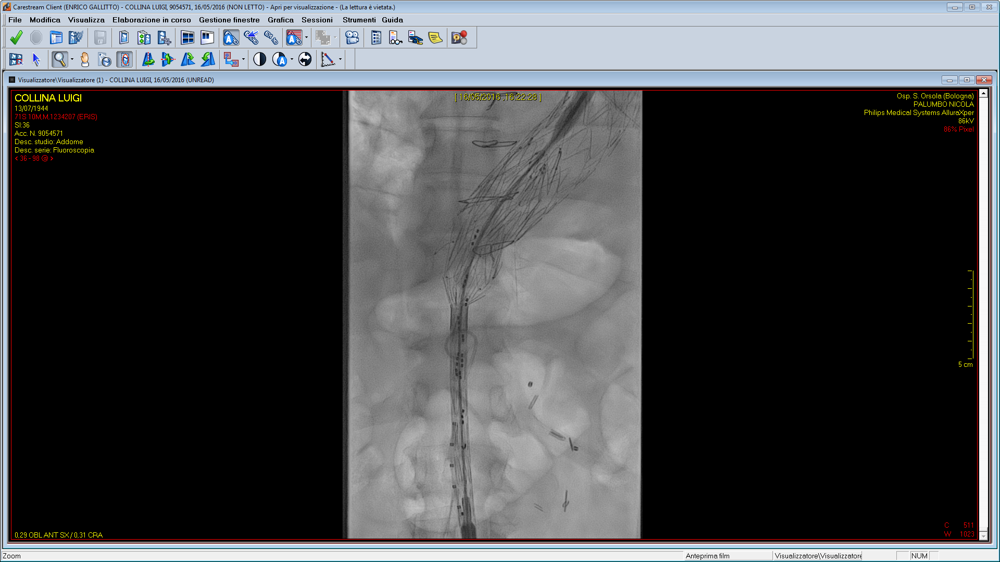 Carestream Client (ENRICO GALLITTO) - COLLINA LUIGI, 9054571, 16/05/2016 (NON LETTO) - Apri per visualizzazione - (La lettura è vietata.)
File Modifica Visualizza Elaborazione in corso Gestione finestre Grafica Sessioni Strumenti Guida
Visualizzatore\Visualizzatore (1) - COLLINA LUIGI, 16/05/2016 (UNREAD)
COLLINA LUIGI
13/07/1944
71S 10M,M,1234207 (ERIS)
SI:36
Acc. N. 9054571
Desc. studio: Addome
Desc. serie: Fluoroscopia
< 36 - 98 @ >
[ 16/05/2016 ,16:22:28 ]
Osp. S. Orsola (Bologna)
PALUMBO NICOLA
Philips Medical Systems AlluraXper
86kV
86% Pixel
5 cm
C 511
W 1023
0,29 OBL ANT SX / 0,31 CRA
Zoom
Anteprima film
Visualizzatore\Visualizzatore
NUM